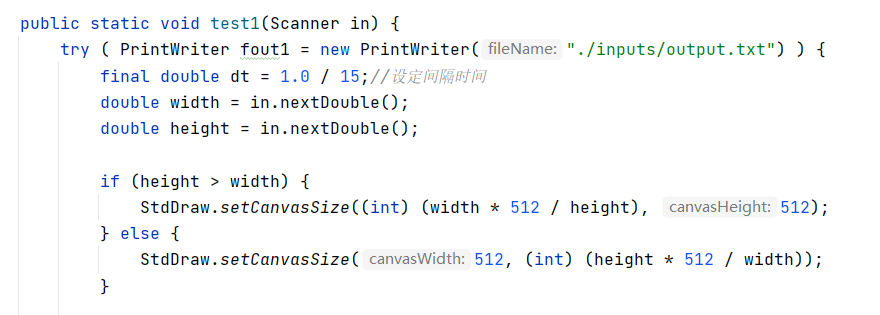 public static void test1(Scanner in) {
try ( PrintWriter fout1 = new PrintWriter( fileName: "./inputs/output.txt") ) {
final double dt = 1.0 / 15;//设定间隔时间
double width = in.nextDouble();
double height = in.nextDouble();
if (height > width) {
StdDraw.setCanvasSize((int) (width * 512 / height), canvasHeight: 512);
} else {
StdDraw.setCanvasSize( canvasWidth: 512, (int) (height * 512 / width));
}